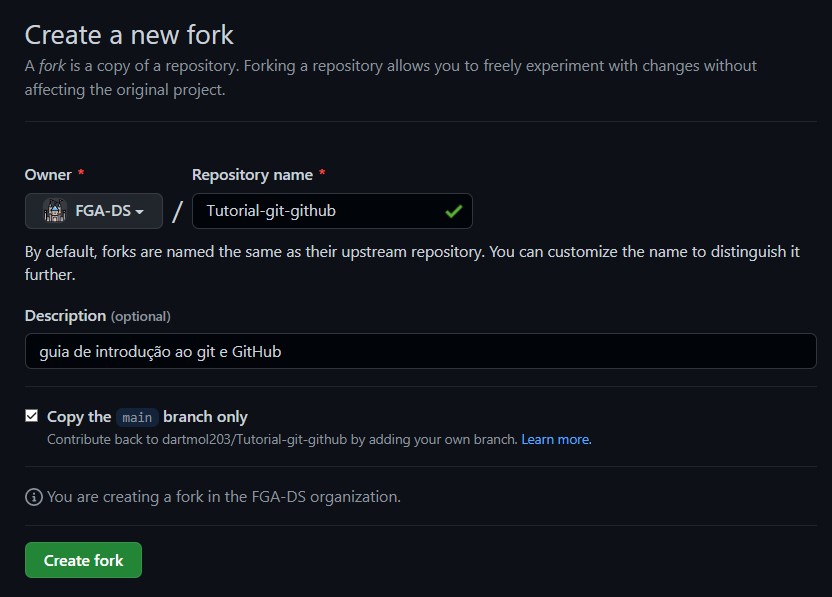 Create a new fork
A fork is a copy of a repository. Forking a repository allows you to freely experiment with changes without
affecting the original project.
Owner *
Repository name *
FGA-DS / Tutorial-git-github
By default, forks are named the same as their upstream repository. You can customize the name to distinguish it
further.
Description (optional)
guia de introdução ao git e GitHub
Copy the main branch only
Contribute back to dartmol203/Tutorial-git-github by adding your own branch. Learn more.
You are creating a fork in the FGA-DS organization.
Create fork